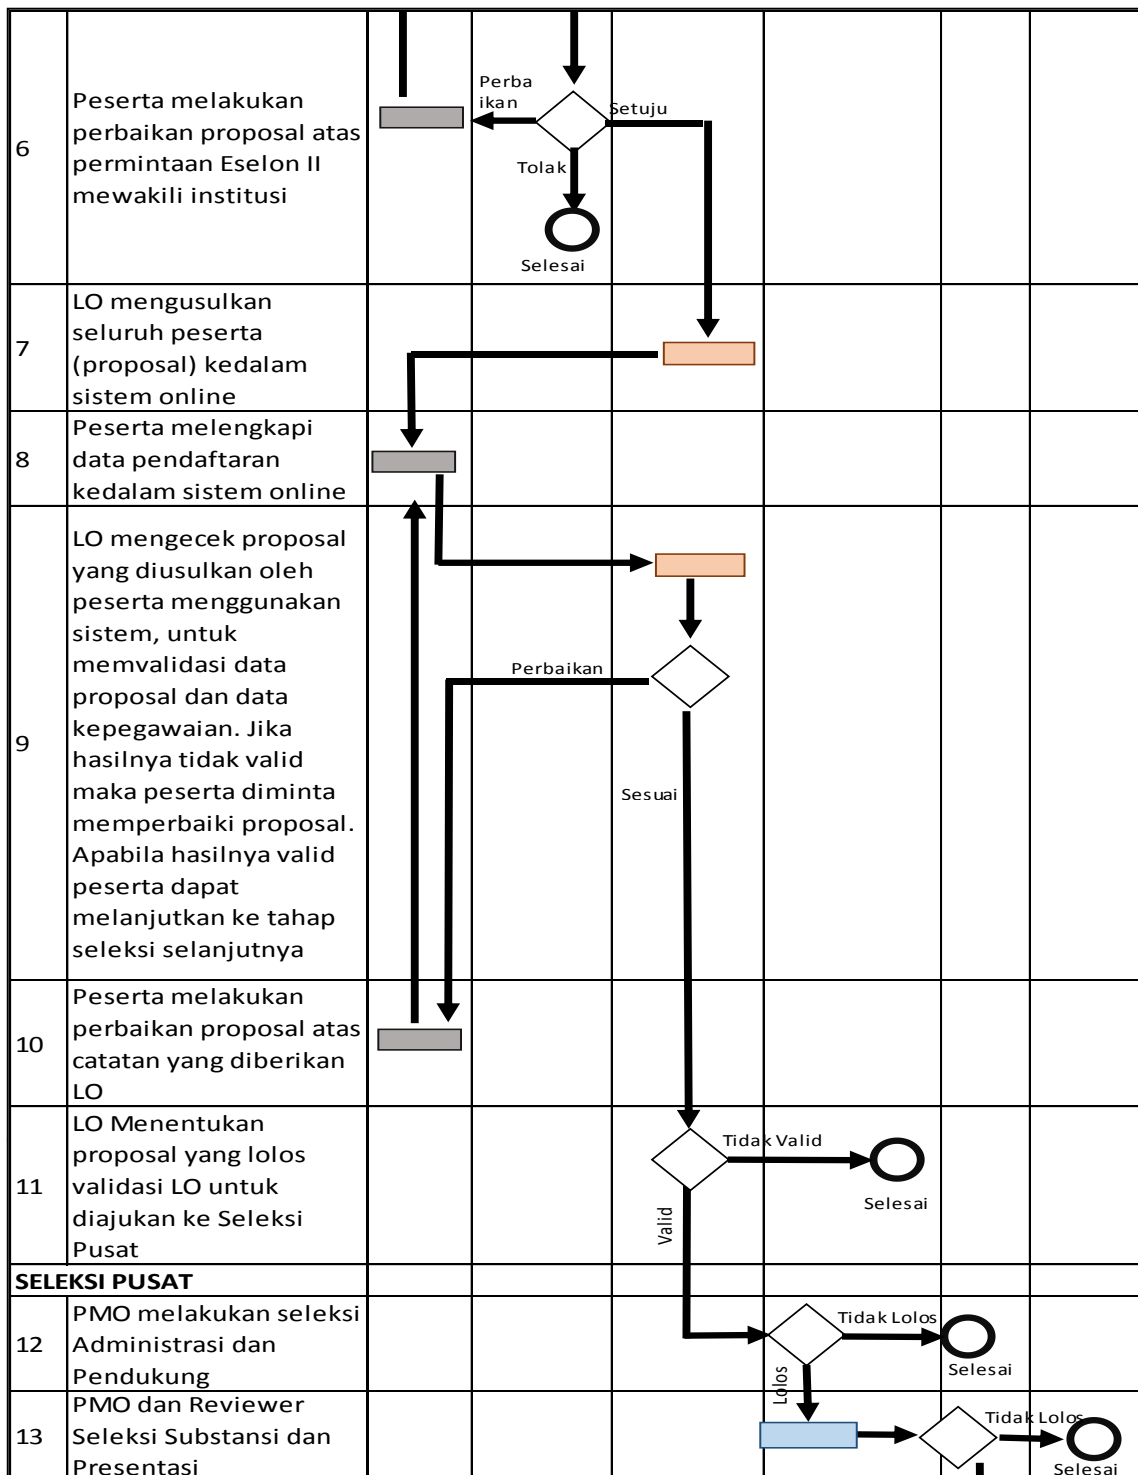 6
Peserta melakukan
perbaikan proposal atas
permintaan Eselon II
mewakili institusi
Perba
ikan
Setuju
Tolak
Selesai
7
LO mengusulkan
seluruh peserta
(proposal) kedalam
sistem online
8
Peserta melengkapi
data pendaftaran
kedalam sistem online
9
LO mengecek proposal
yang diusulkan oleh
peserta menggunakan
sistem, untuk
memvalidasi data
proposal dan data
kepegawaian. Jika
hasilnya tidak valid
maka peserta diminta
memperbaiki proposal.
Apabila hasilnya valid
peserta dapat
melanjutkan ke tahap
seleksi selanjutnya
Perbaikan
Sesuai
10
Peserta melakukan
perbaikan proposal atas
catatan yang diberikan
LO
11
LO Menentukan
proposal yang lolos
validasi LO untuk
diajukan ke Seleksi
Pusat
Tidak Valid
Selesai
Valid
SELEKSI PUSAT
12
PMO melakukan seleksi
Administrasi dan
Pendukung
Tidak Lolos
Selesai
Lolos
13
PMO dan Reviewer
Seleksi Substansi dan
Presentasi
Tidak Lolos
Selesai